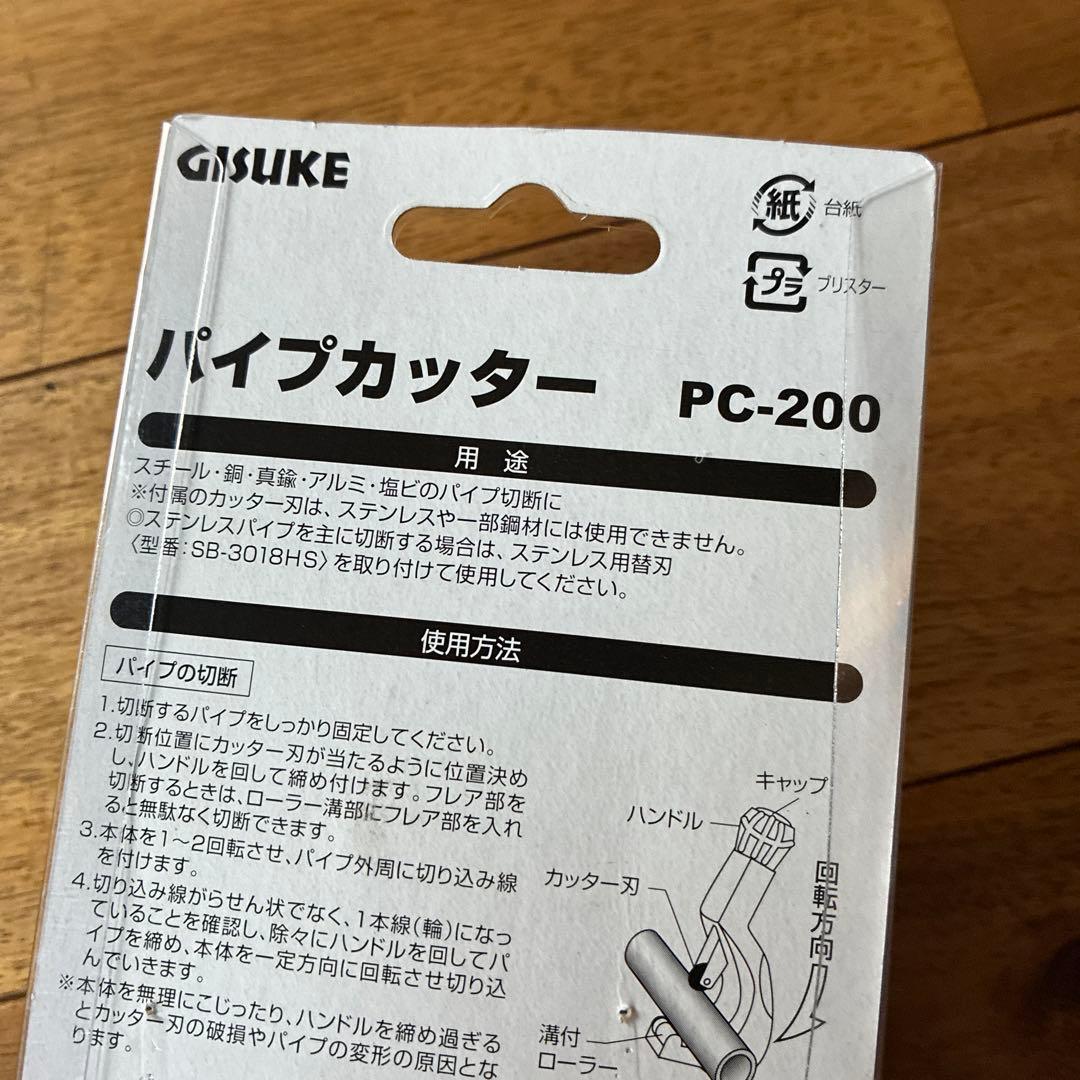 GISUKE
紙 台紙
プラ ブリスター
パイプカッター PC-200
用途
スチール・銅・真鍮・アルミ・塩ビのパイプ切断に
※付属のカッター刃は、ステンレスや一部鋼材には使用できません。
◎ステンレスパイプを主に切断する場合は、ステンレス用替刃
〈型番:SB-3018HS〉を取り付けて使用してください。
使用方法
パイプの切断
1.切断するパイプをしっかり固定してください。
2.切断位置にカッター刃が当たるように位置決め
し、ハンドルを回して締め付けます。フレア部を
切断するときは、ローラー溝部にフレア部を入れ
ると無駄なく切断できます。
3.本体を1～2回転させ、パイプ外周に切り込み線
を付けます。
4.切り込み線がらせん状でなく、1本線(輪)になっ
ていることを確認し、除々にハンドルを回してパ
イプを締め、本体を一定方向に回転させ切り込
んでいきます。
※本体を無理にこじったり、ハンドルを締め過ぎる
とカッター刃の破損やパイプの変形の原因とな
ります。
キャップ
ハンドル
カッター刃
回転方向
溝付
ローラー